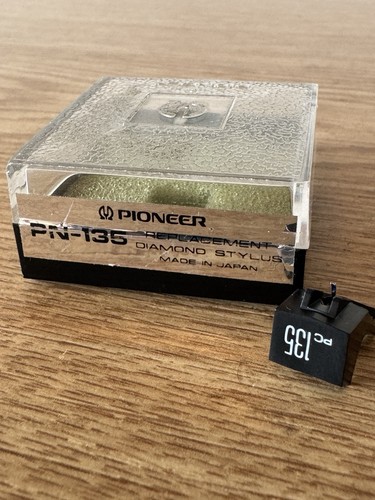 PIONEER
PN-135 REPLACEMENT
DIAMOND STYLUS
MADE IN JAPAN
PC
135